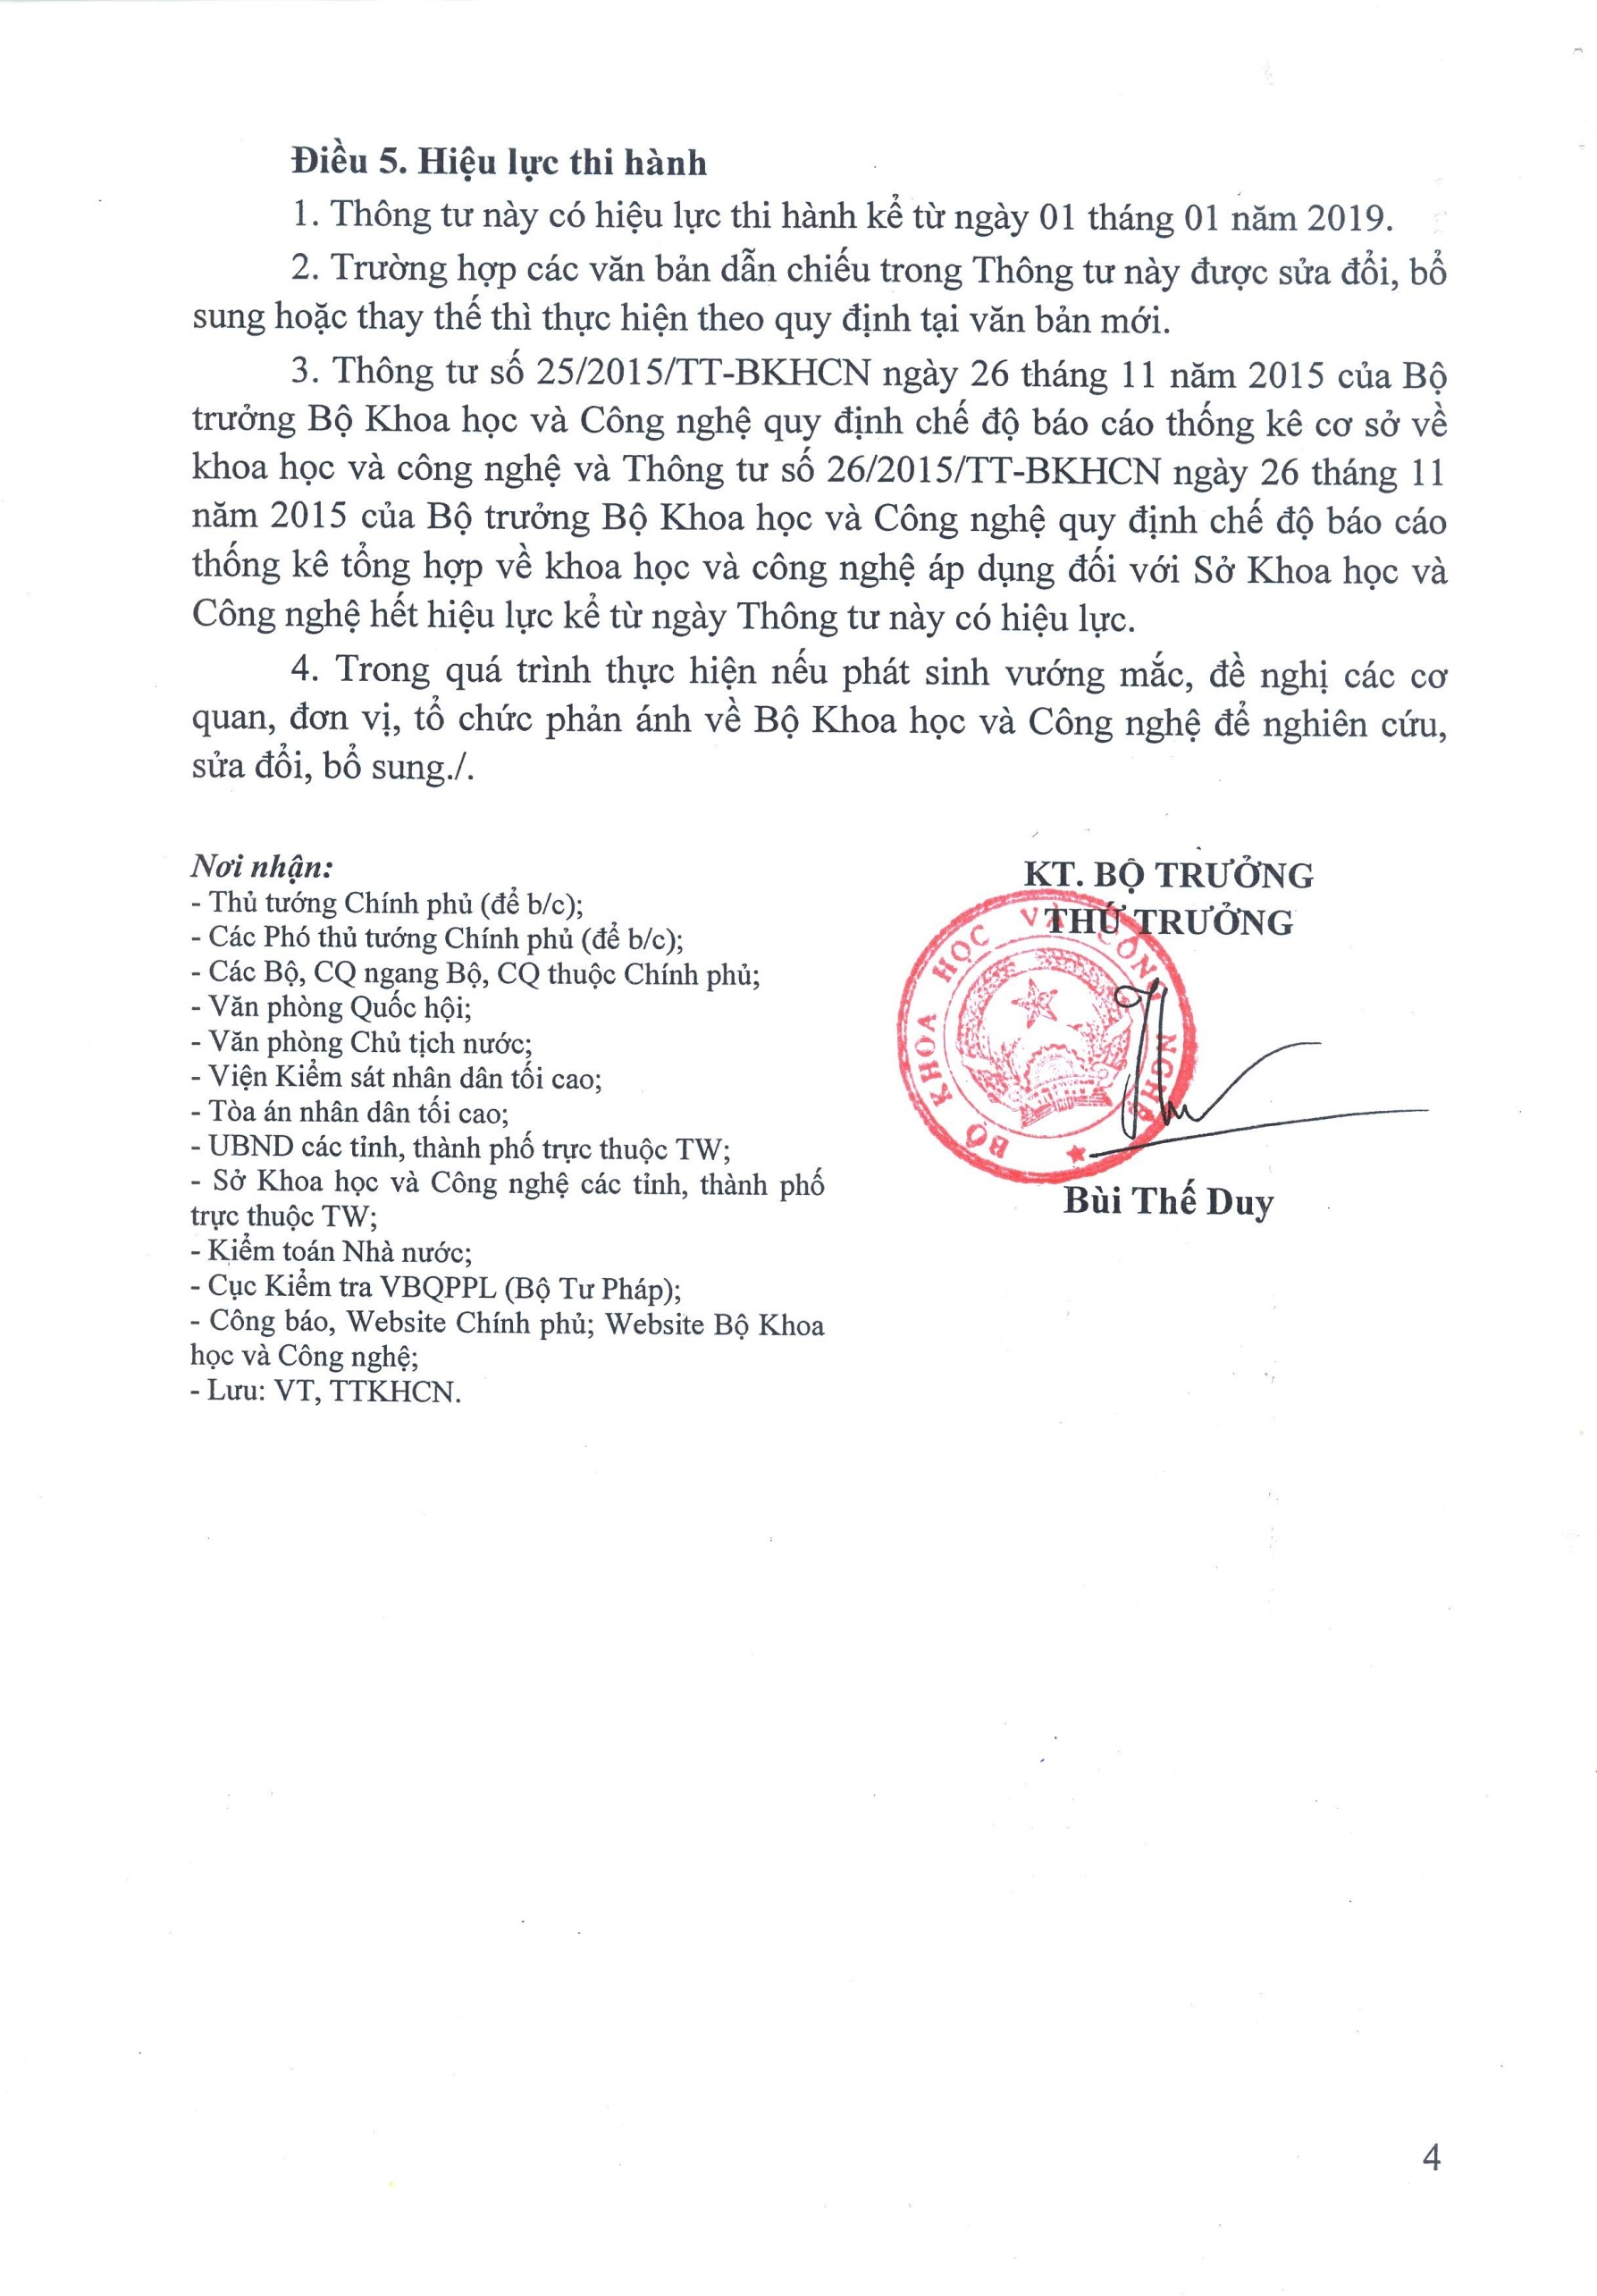 Điều 5. Hiệu lực thi hành
1. Thông tư này có hiệu lực thi hành kể từ ngày 01 tháng 01 năm 2019.
2. Trường hợp các văn bản dẫn chiếu trong Thông tư này được sửa đổi, bổ
sung hoặc thay thế thì thực hiện theo quy định tại văn bản mới.
3. Thông tư số 25/2015/TT-BKHCN ngày 26 tháng 11 năm 2015 của Bộ
trưởng Bộ Khoa học và Công nghệ quy định chế độ báo cáo thống kê cơ sở về
khoa học và công nghệ và Thông tư số 26/2015/TT-BKHCN ngày 26 tháng 11
năm 2015 của Bộ trưởng Bộ Khoa học và Công nghệ quy định chế độ báo cáo
thống kê tổng hợp về khoa học và công nghệ áp dụng đối với Sở Khoa học và
Công nghệ hết hiệu lực kể từ ngày Thông tư này có hiệu lực.
4. Trong quá trình thực hiện nếu phát sinh vướng mắc, đề nghị các cơ
quan, đơn vị, tổ chức phản ánh về Bộ Khoa học và Công nghệ để nghiên cứu,
sửa đổi, bổ sung./.
Nơi nhận:
- Thủ tướng Chính phủ (để b/c);
- Các Phó thủ tướng Chính phủ (để b/c);
- Các Bộ, CQ ngang Bộ, CQ thuộc Chính phủ;
- Văn phòng Quốc hội;
- Văn phòng Chủ tịch nước;
- Viện Kiểm sát nhân dân tối cao;
- Tòa án nhân dân tối cao;
- UBND các tỉnh, thành phố trực thuộc TW;
- Sở Khoa học và Công nghệ các tỉnh, thành phố
trực thuộc TW;
- Kiểm toán Nhà nước;
- Cục Kiểm tra VBQPPL (Bộ Tư Pháp);
- Công báo, Website Chính phủ; Website Bộ Khoa
học và Công nghệ;
- Lưu: VT, TTKHCN.
KT. BỘ TRƯỞNG
THỨ TRƯỞNG
BỘ KHOA HỌC VÀ CÔNG NGHỆ
Bùi Thế Duy
4